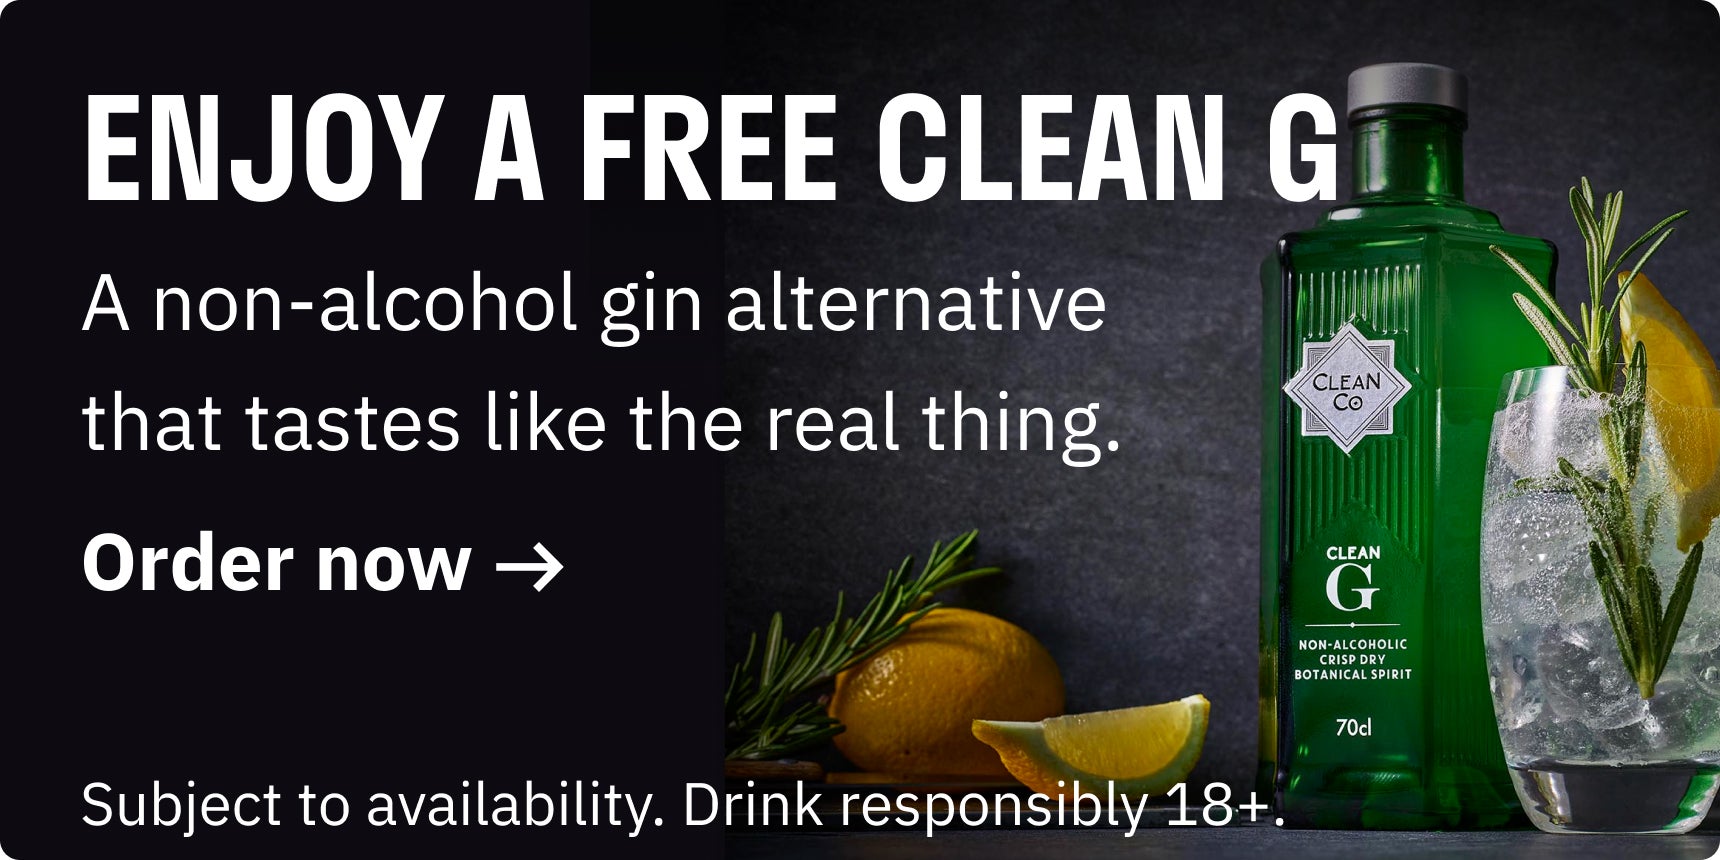 ENJOY A FREE CLEAN G
A non-alcohol gin alternative
that tastes like the real thing.
Order now →
Subject to availability. Drink responsibly 18+.
CLEAN
Co
CLEAN
G
NON-ALCOHOLIC
CRISP DRY
BOTANICAL SPIRIT
70cl